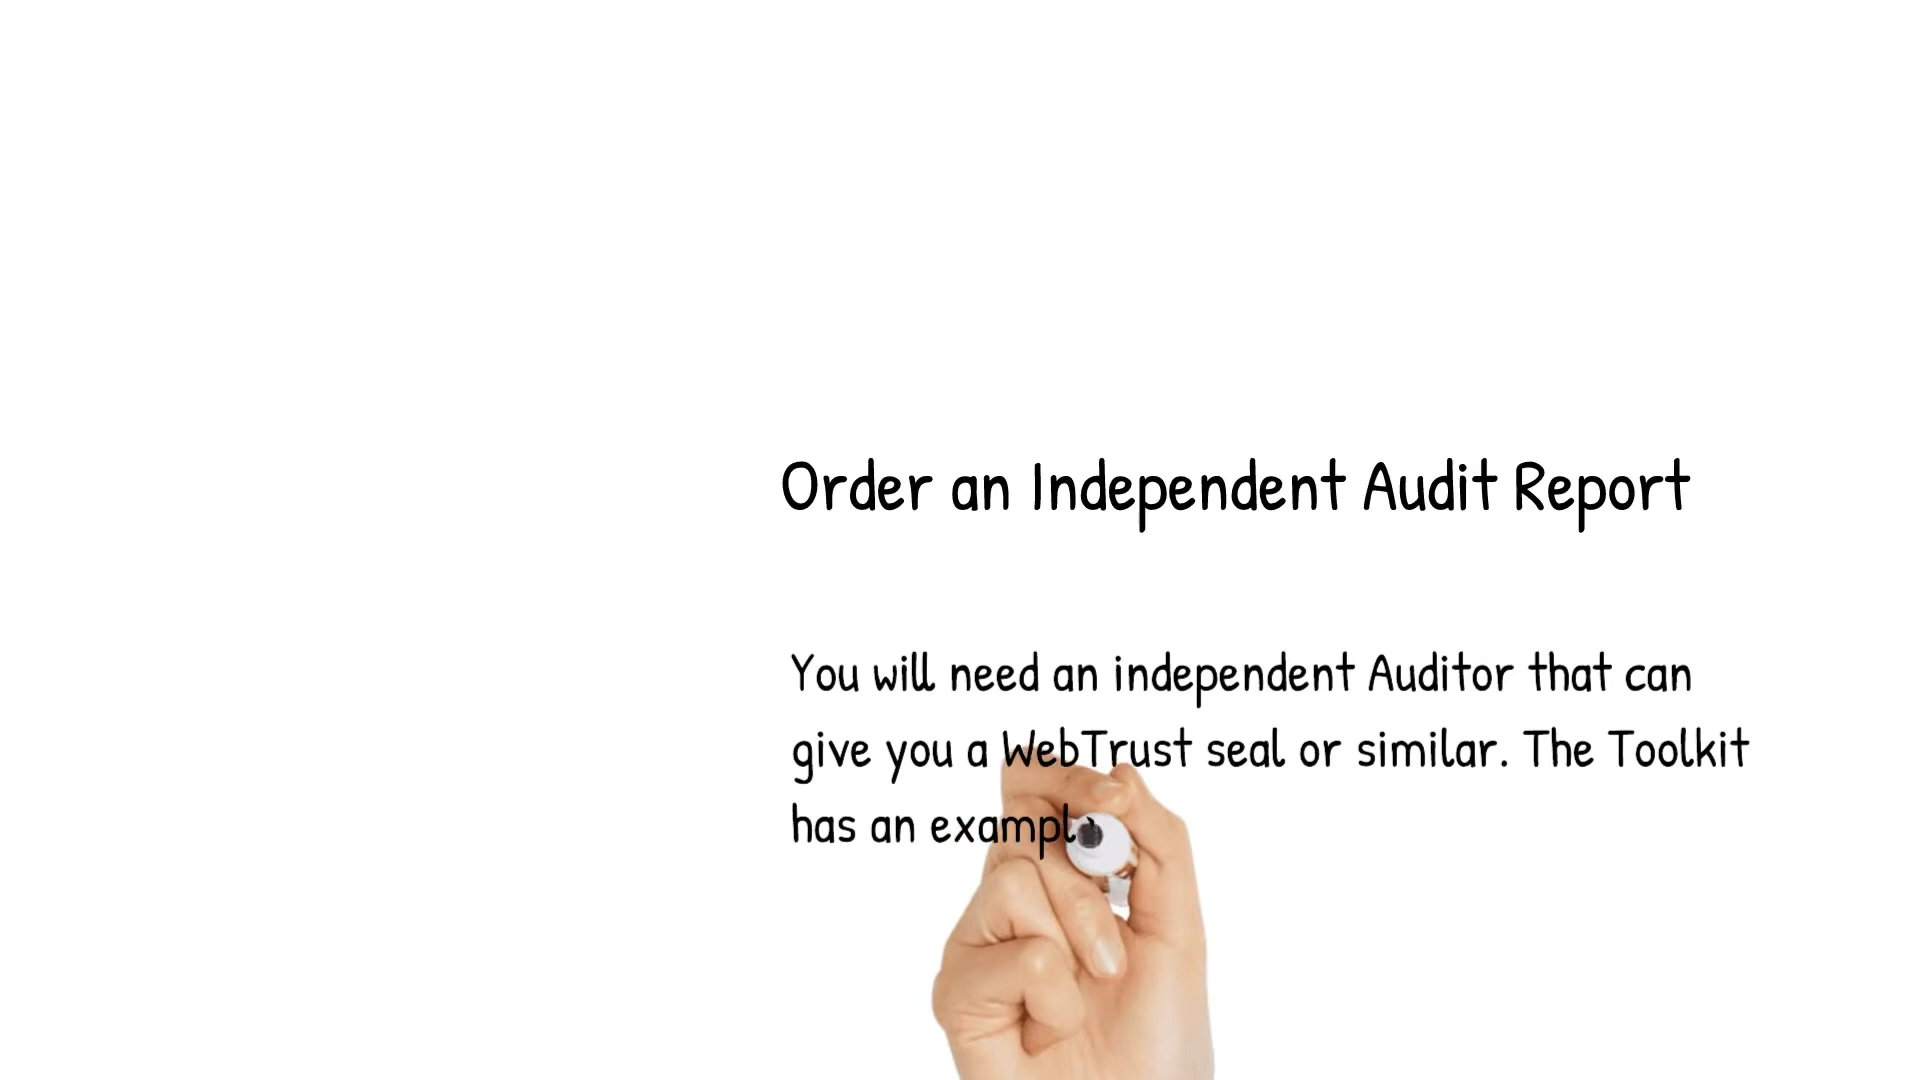 Order an Independent Audit Report
You will need an independent Auditor that can
give you a WebTrust seal or similar. The Toolkit
has an exampl